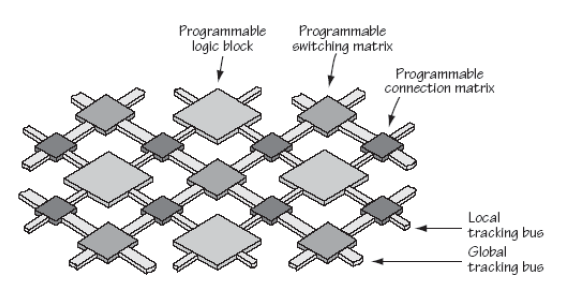 Programmable
logic block
Programmable
switching matrix
Programmable
connection matrix
Local
tracking bus
Global
tracking bus